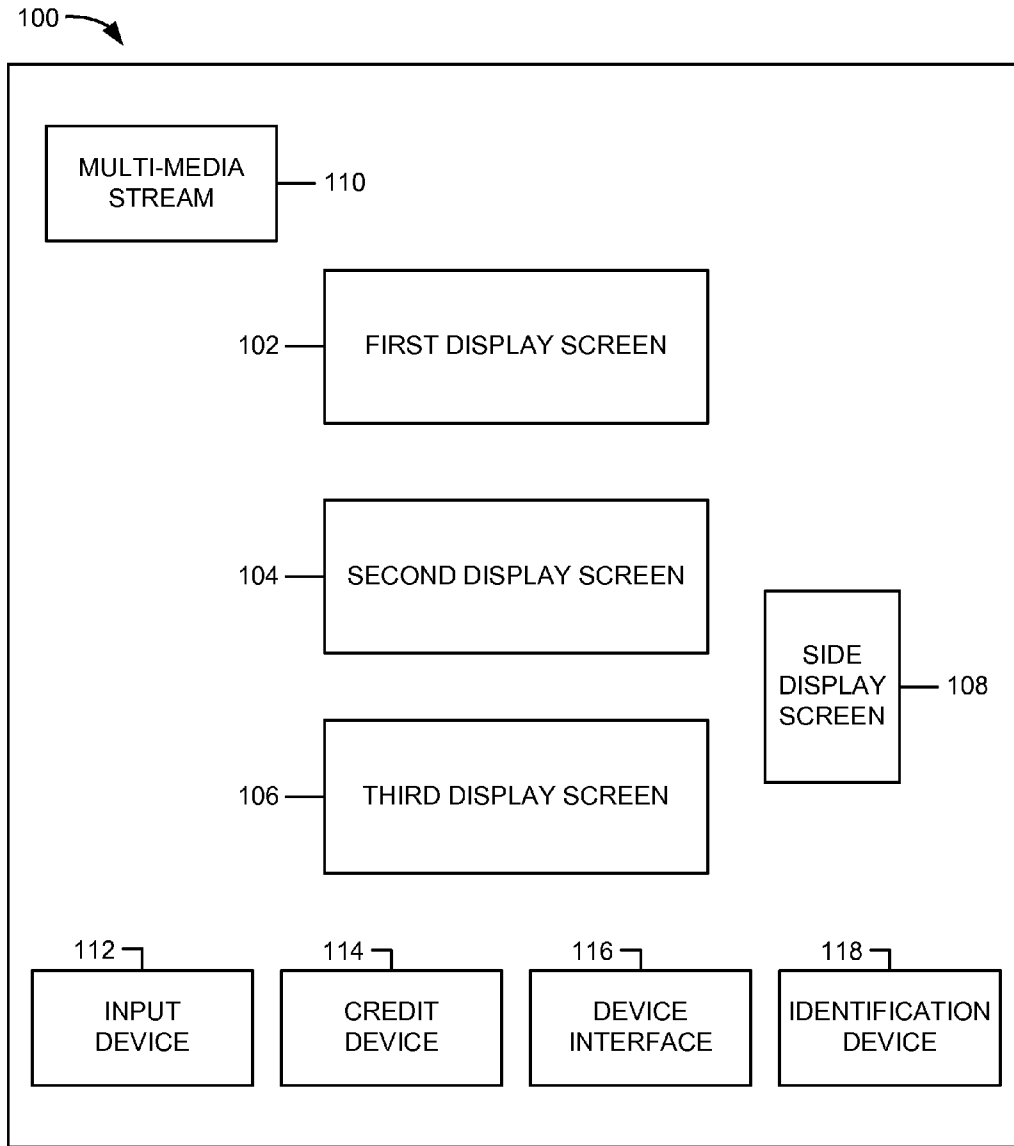 100
MULTI-MEDIA
STREAM
110
102
FIRST DISPLAY SCREEN
104
SECOND DISPLAY SCREEN
SIDE
DISPLAY
SCREEN
108
106
THIRD DISPLAY SCREEN
112
INPUT
DEVICE
114
CREDIT
DEVICE
116
DEVICE
INTERFACE
118
IDENTIFICATION
DEVICE